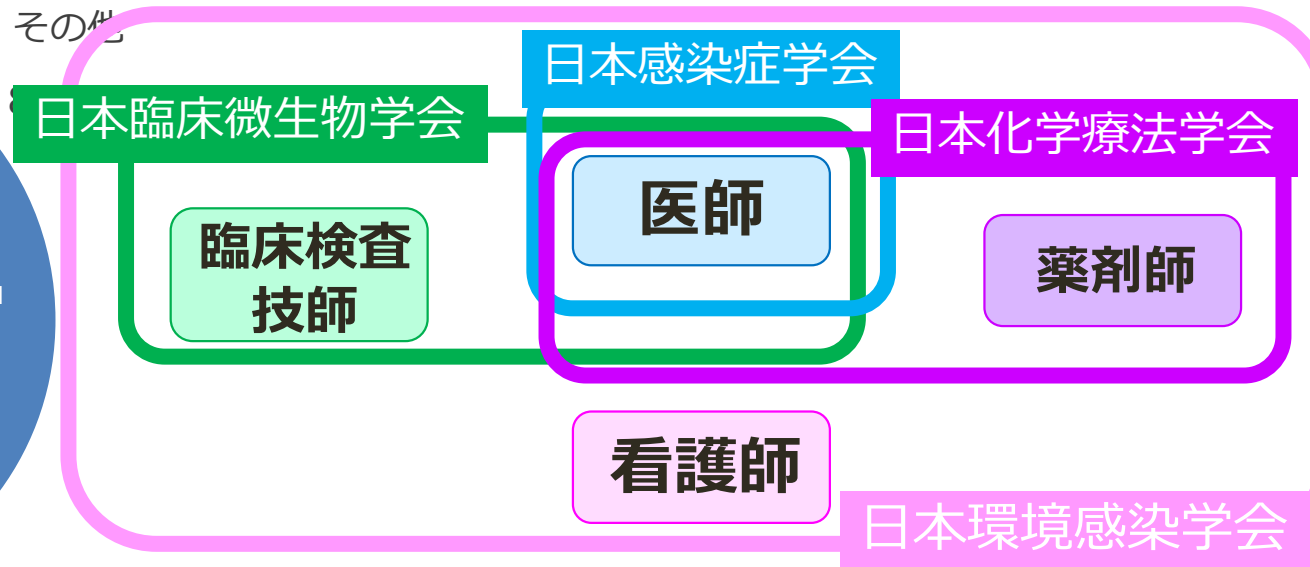 その他
日本感染症学会
日本臨床微生物学会
日本化学療法学会
医師
臨床検査
技師
薬剤師
看護師
日本環境感染学会